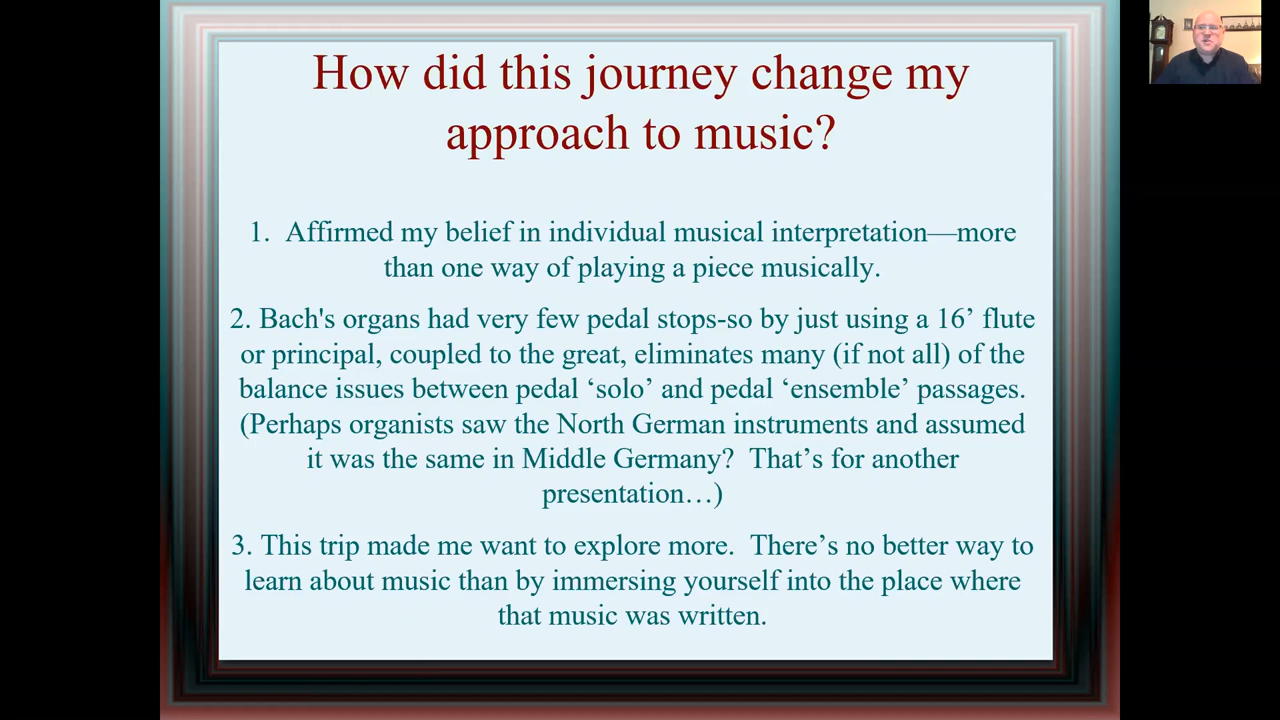 How did this journey change my
approach to music?
1.  Affirmed my belief in individual musical interpretation—more
than one way of playing a piece musically.
2. Bach's organs had very few pedal stops-so by just using a 16’ flute
or principal, coupled to the great, eliminates many (if not all) of the
balance issues between pedal ‘solo’ and pedal ‘ensemble’ passages.
(Perhaps organists saw the North German instruments and assumed
it was the same in Middle Germany?  That’s for another
presentation…)
3. This trip made me want to explore more.  There’s no better way to
learn about music than by immersing yourself into the place where
that music was written.